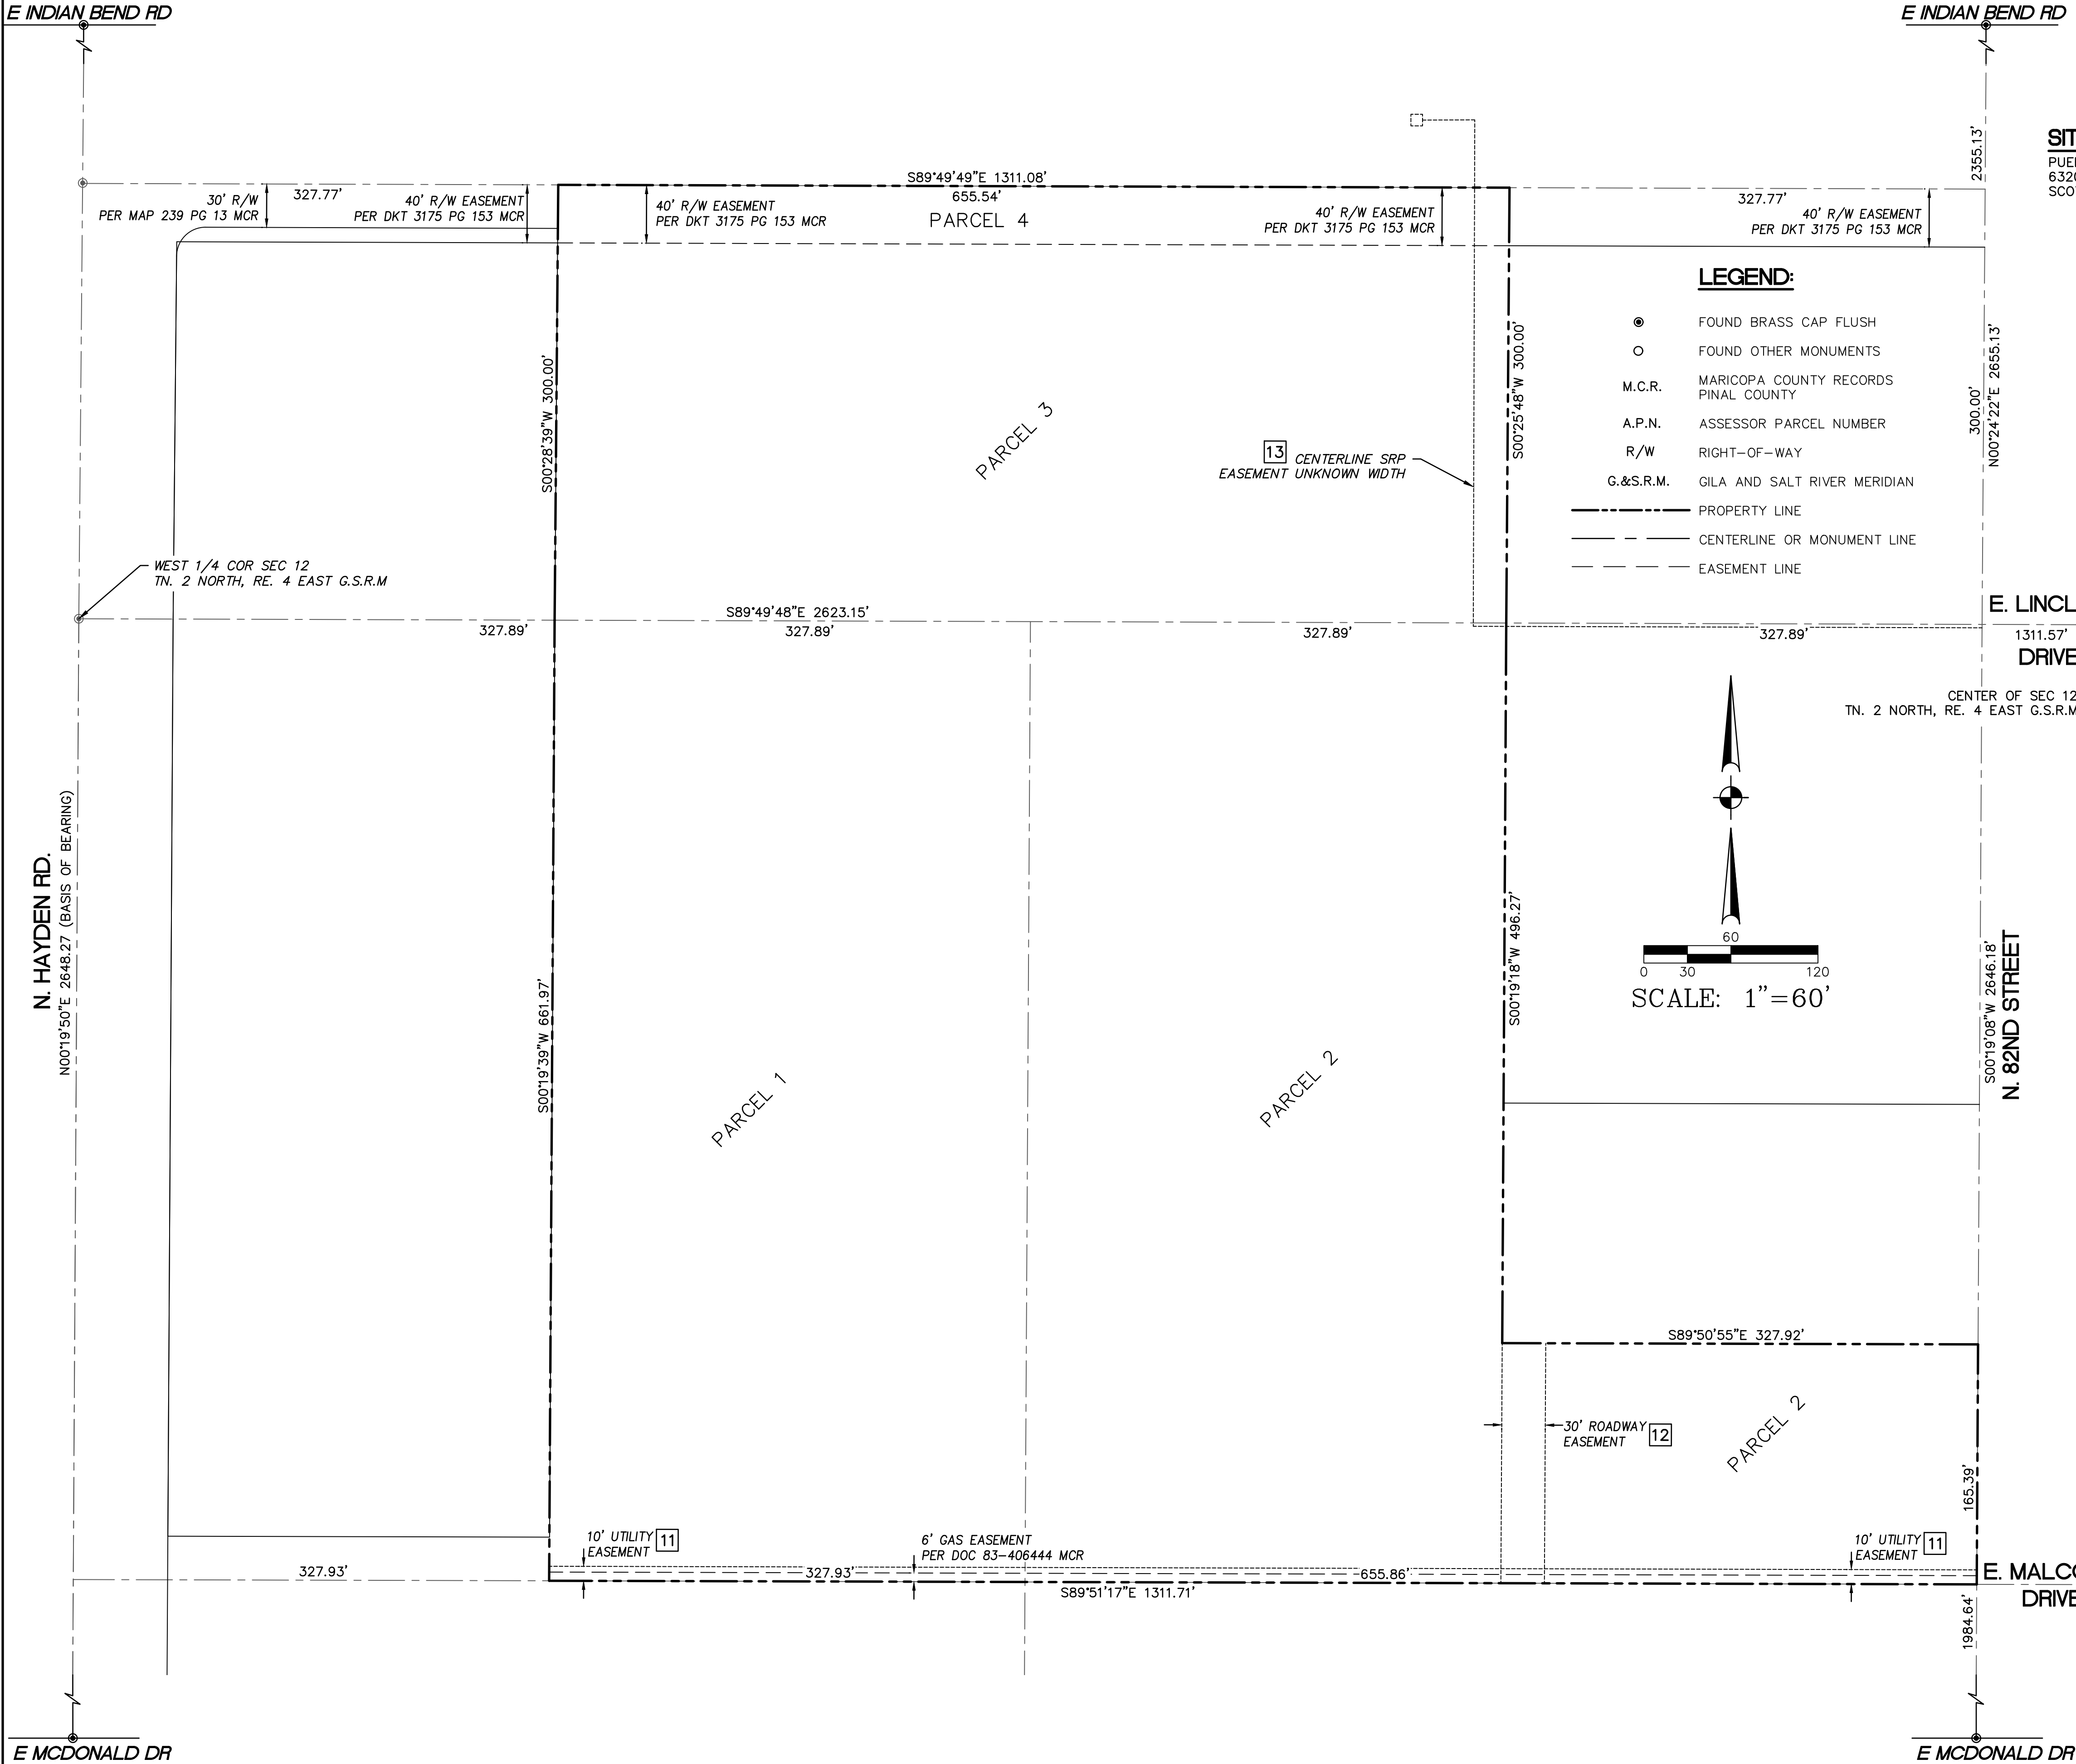 E INDIAN BEND RD
E INDIAN BEND RD
2355.13'
SIT
PUE
632
SCO
S89°49'49"E 1311.08'
655.54'
PARCEL 4
327.77'
30' R/W
PER MAP 239 PG 13 MCR
40' R/W EASEMENT
PER DKT 3175 PG 153 MCR
40' R/W EASEMENT
PER DKT 3175 PG 153 MCR
40' R/W EASEMENT
PER DKT 3175 PG 153 MCR
327.77'
40' R/W EASEMENT
PER DKT 3175 PG 153 MCR
LEGEND:
FOUND BRASS CAP FLUSH
FOUND OTHER MONUMENTS
M.C.R. MARICOPA COUNTY RECORDS
PINAL COUNTY
A.P.N. ASSESSOR PARCEL NUMBER
R/W RIGHT-OF-WAY
G.&S.R.M. GILA AND SALT RIVER MERIDIAN
PROPERTY LINE
CENTERLINE OR MONUMENT LINE
EASEMENT LINE
S00°28'39"W 300.00'
PARCEL 3
13 CENTERLINE SRP
EASEMENT UNKNOWN WIDTH
S00°25'48"W 300.00'
300.00'
N00°24'22"E 2655.13'
WEST 1/4 COR SEC 12
TN. 2 NORTH, RE. 4 EAST G.S.R.M
S89°49'48"E 2623.15'
327.89'
327.89'
327.89'
327.89'
E. LINCL
1311.57'
DRIVE
CENTER OF SEC 12
TN. 2 NORTH, RE. 4 EAST G.S.R.M
N. HAYDEN RD.
N00°19'50"E 2648.27 (BASIS OF BEARING)
S00°19'39"W 661.97'
PARCEL 1
PARCEL 2
S00°19'18"W 496.27'
60
0 30 120
SCALE: 1"=60'
S00°19'08"W 2646.18'
N. 82ND STREET
S89°50'55"E 327.92'
30' ROADWAY
EASEMENT 12
PARCEL 2
165.39'
10' UTILITY 11
EASEMENT
6' GAS EASEMENT
PER DOC 83-406444 MCR
10' UTILITY 11
EASEMENT
327.93'
327.93'
655.86'
S89°51'17"E 1311.71'
E. MALCO
DRIVE
1984.64'
E MCDONALD DR
E MCDONALD DR